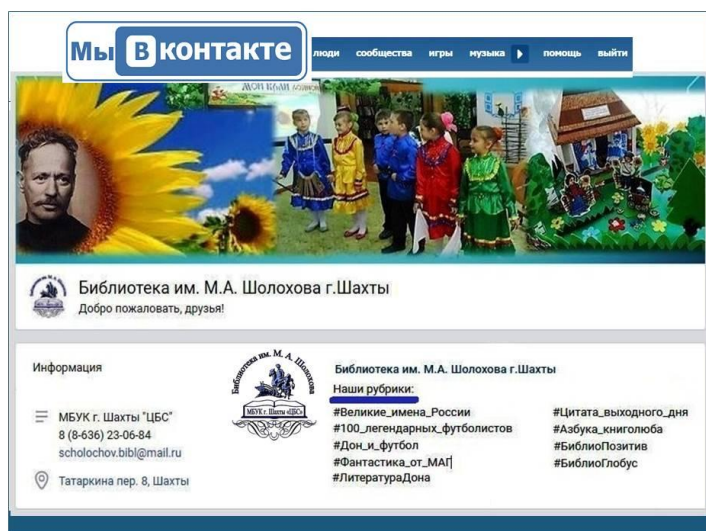 Мы Вконтакте
люди сообщества игры музыка помощь выйти
МОЙ КРАЙ
Библиотека им. М.А. Шолохова г.Шахты
Добро пожаловать, друзья!
Информация
МБУК г. Шахты "ЦБС"
8 (8-636) 23-06-84
scholochov.bibl@mail.ru
Татаркина пер. 8, Шахты
Библиотека им. М. А. Шолохова
МБУК г. Шахты «ЦБС»
Библиотека им. М.А. Шолохова г.Шахты
Наши рубрики:
#Великие_имена_России
#100_легендарных_футболистов
#Дон_и_футбол
#Фантастика_от_МАГ
#ЛитератураДона
#Цитата_выходного_дня
#Азбука_книголюба
#БиблиоПозитив
#БиблиоГлобус